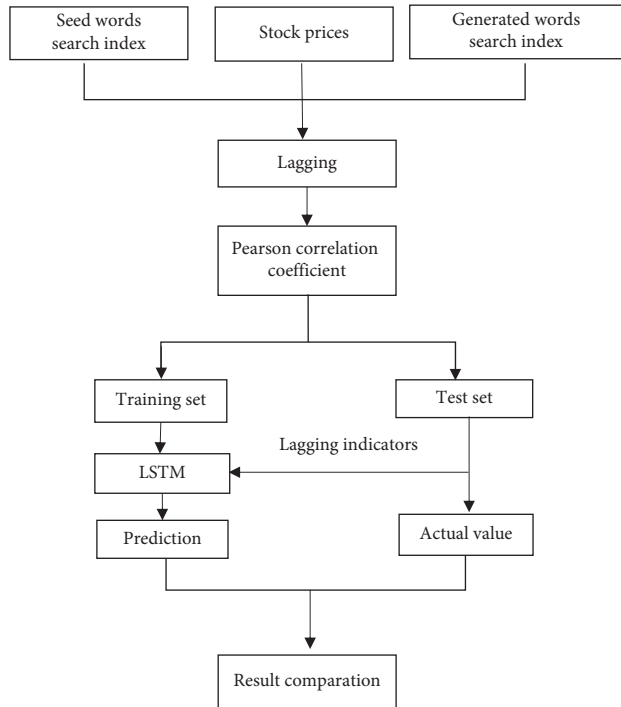 Seed words
search index
Stock prices
Generated words
search index
Lagging
Pearson correlation
coefficient
Training set
Test set
Lagging indicators
LSTM
Prediction
Actual value
Result comparation